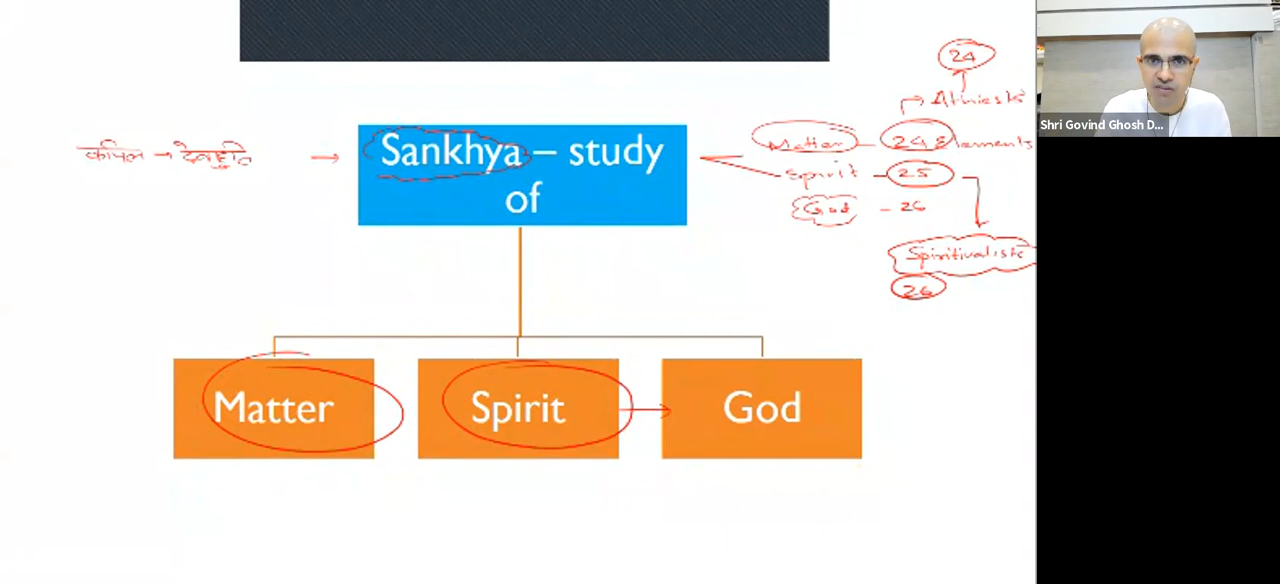 24
Athiests
Matter – 24 Elements
Spirit – 25
God – 26
Spiritualists
26
कपिल → देवहूति →
Sankhya – study
of
Matter
Spirit
God
Shri Govind Ghosh D...